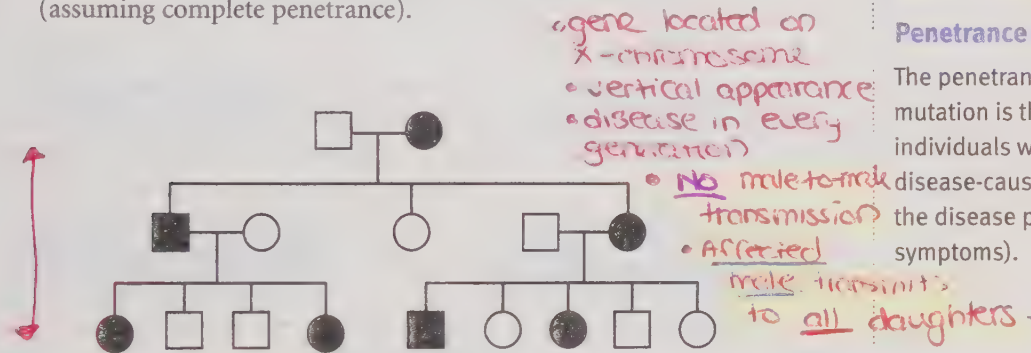 (assuming complete penetrance).
• gene located on
X-chromosome
• vertical appearance
• disease in every
generation
• NO male-to-male
transmission
• Affected
male transmits
to all daughters
Penetrance
The penetran
mutation is th
individuals w
disease-caus
the disease p
symptoms).